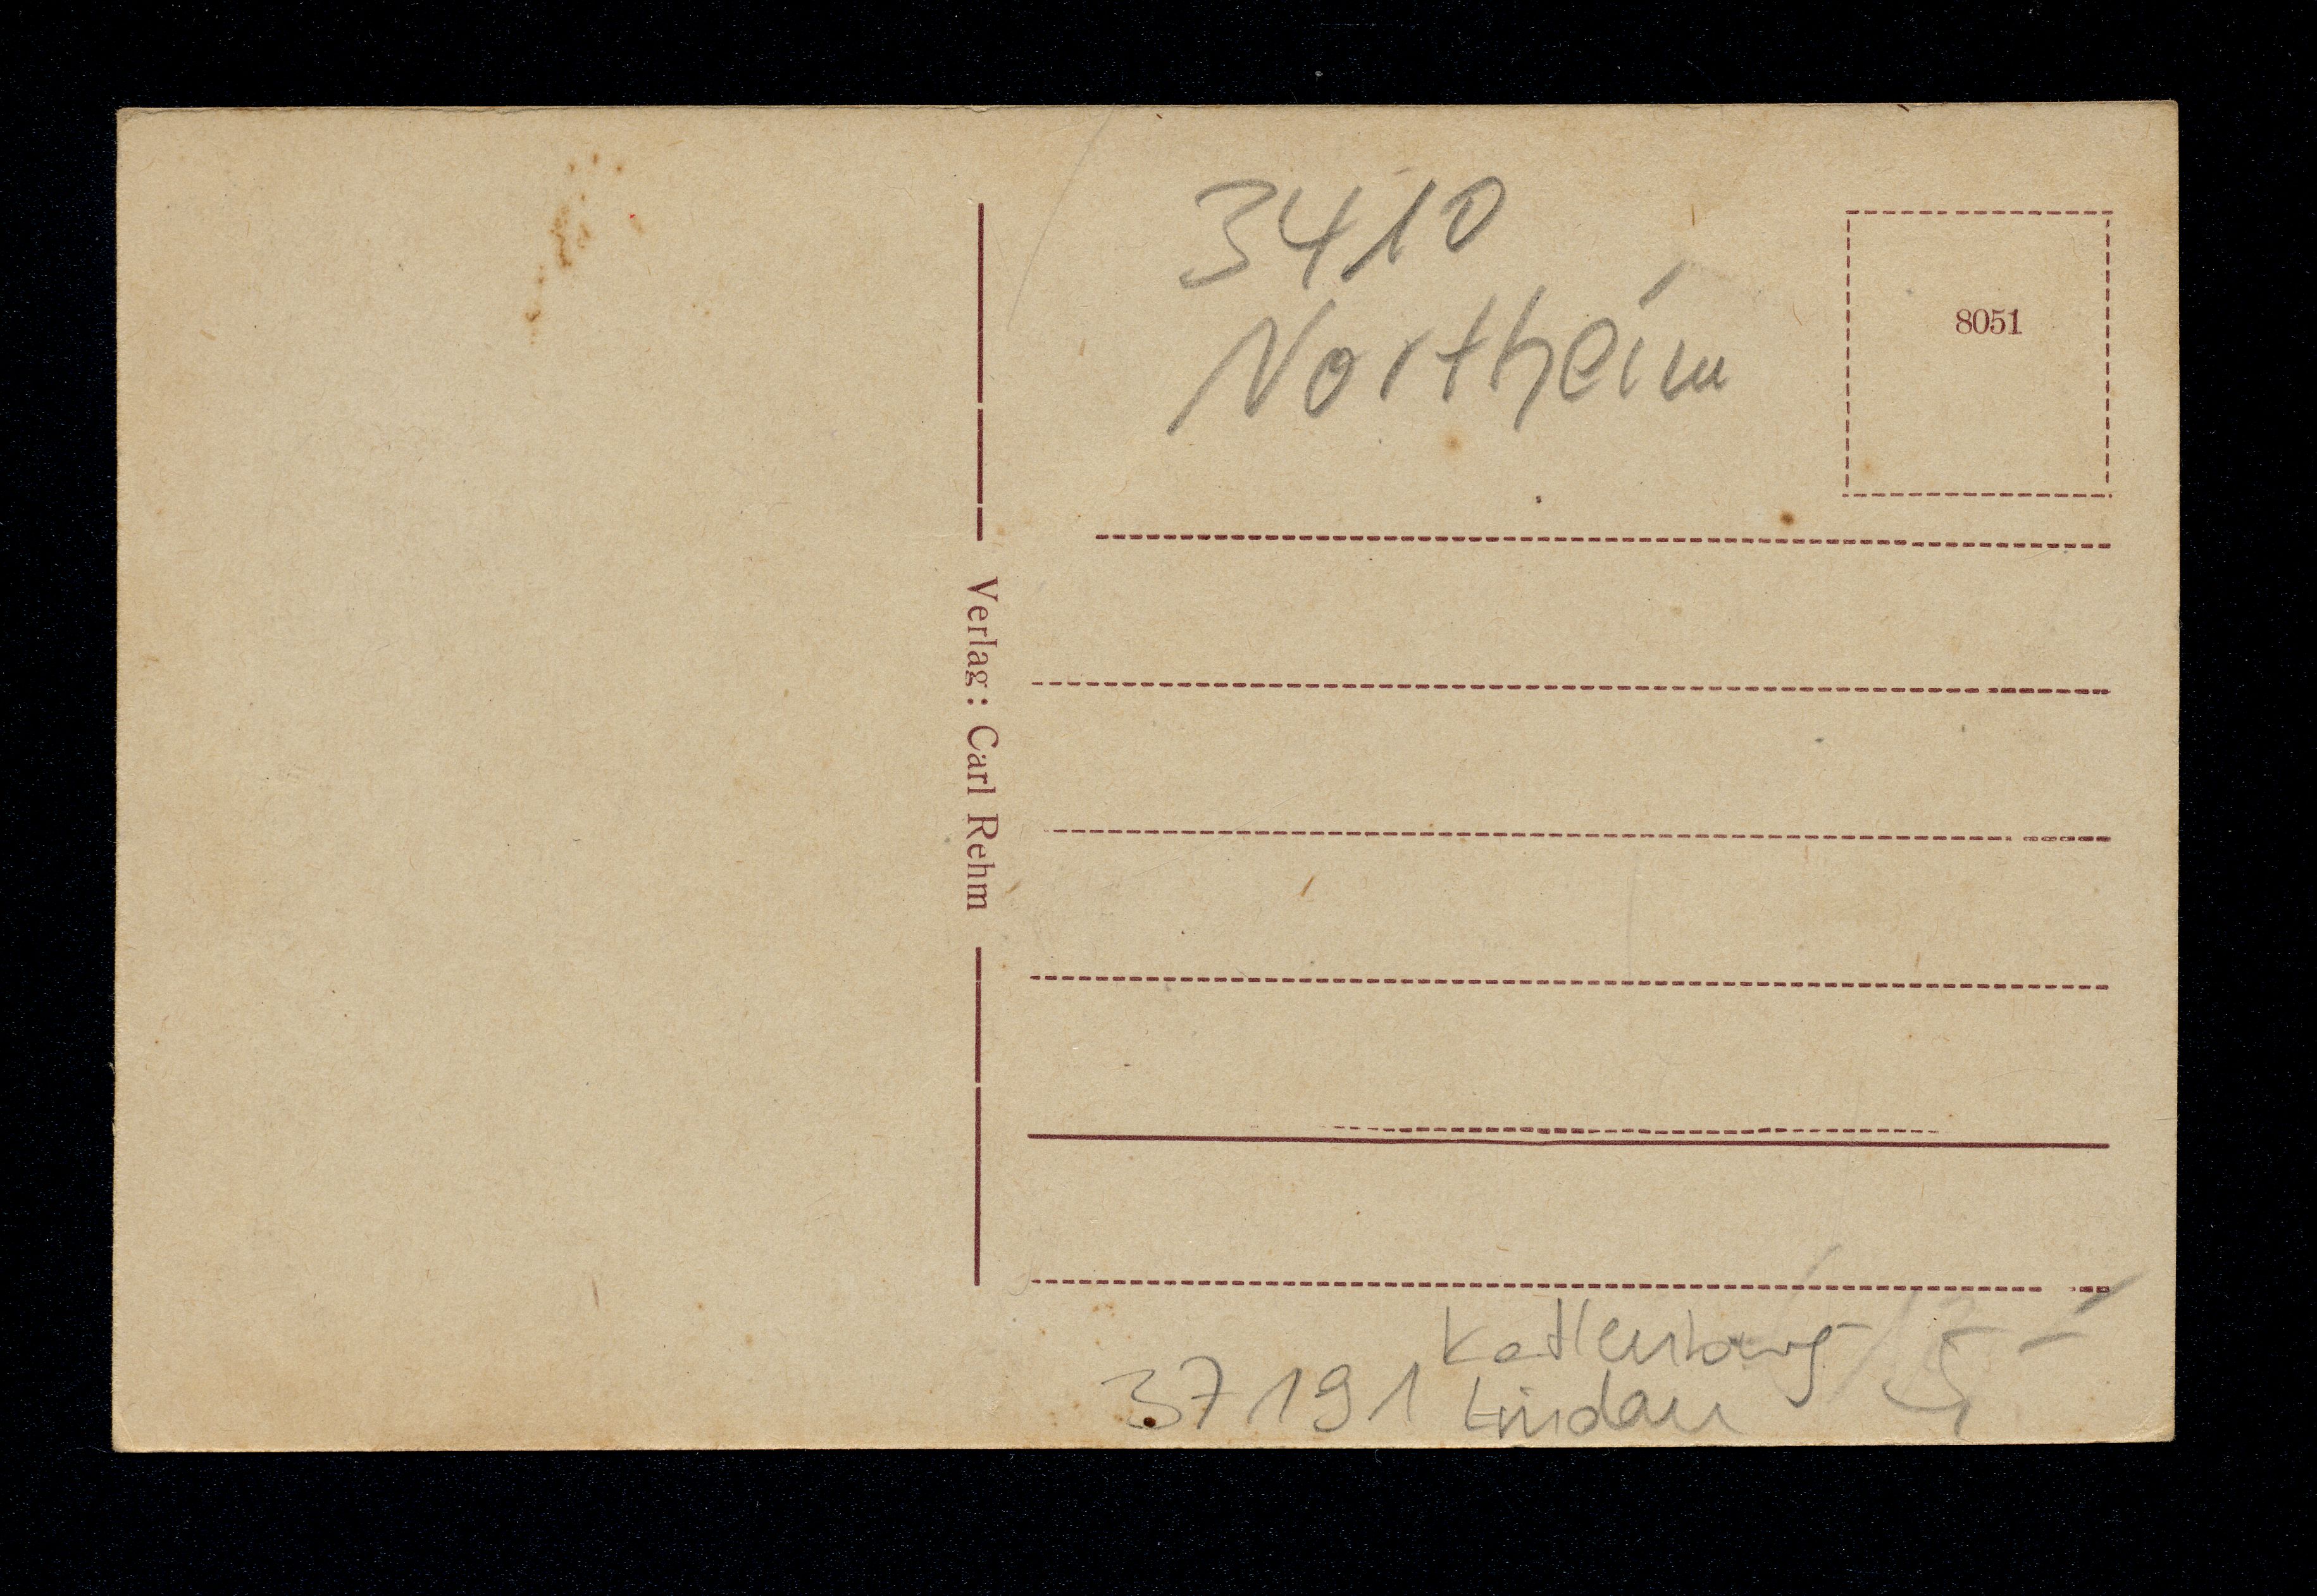 3410
Northeim
8051
Verlag: Carl Rehm
Katlenburg
37191 Lindau